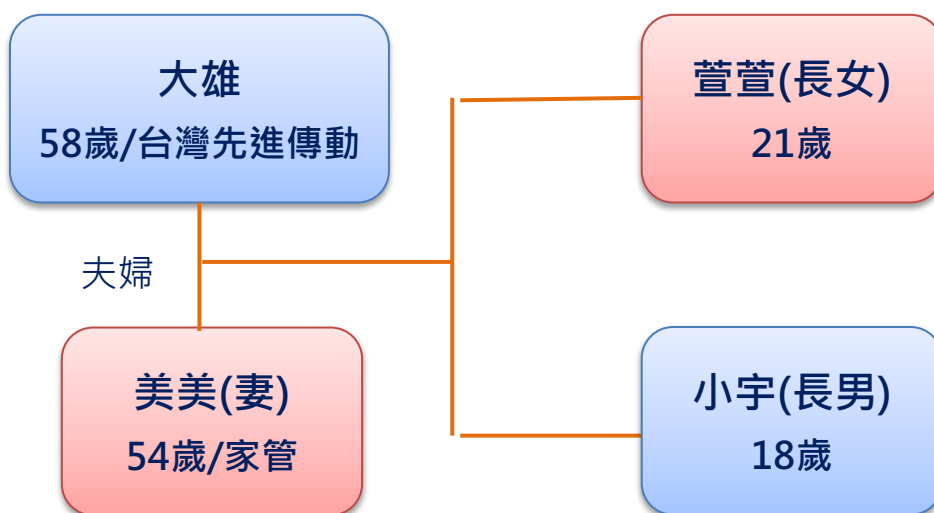 大雄
58歲/台灣先進傳動
萱萱(長女)
21歲
夫婦
美美(妻)
54歲/家管
小宇(長男)
18歲